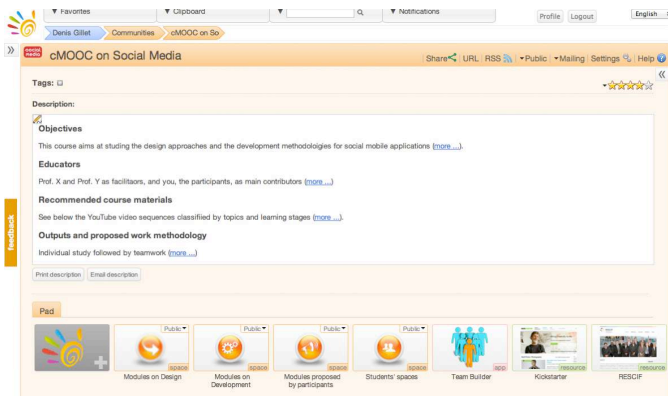 ▼ Favorites ▼ Clipboard ▼ ▼ Notifications Profile Logout English
Denis Gillet Communities cMOOC on So
social media cMOOC on Social Media Share URL RSS ▾Public ▾Mailing Settings Help
Tags:
Description:
Objectives
This course aims at studing the design approaches and the development methodoloigies for social mobile applications (more ...).
Educators
Prof. X and Prof. Y as facilitaors, and you, the participants, as main contributors (more ...)
Recommended course materials
See below the YouTube video sequences classifiied by topics and learning stages (more ...).
Outputs and proposed work methodology
Individual study followed by teamwork (more ...)
Print description Email description
feedback
Pad
Public▾ Public▾ Public▾ Public▾
space space space space app resource resource
Modules on Design Modules on Development Modules proposed by participants Students' spaces Team Builder Kickstarter RESCIF